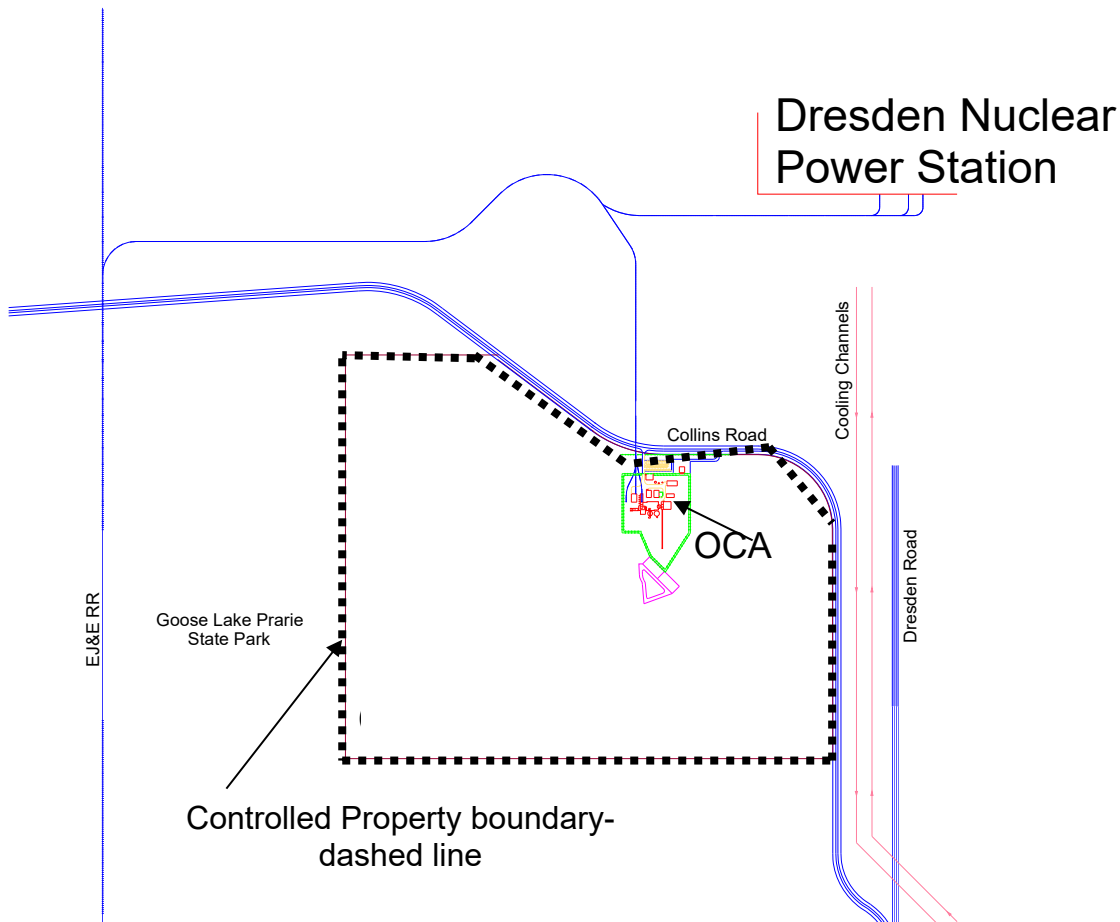 Dresden Nuclear
Power Station
Cooling Channels
Collins Road
OCA
Dresden Road
EJ&E RR
Goose Lake Prarie
State Park
Controlled Property boundary-
dashed line